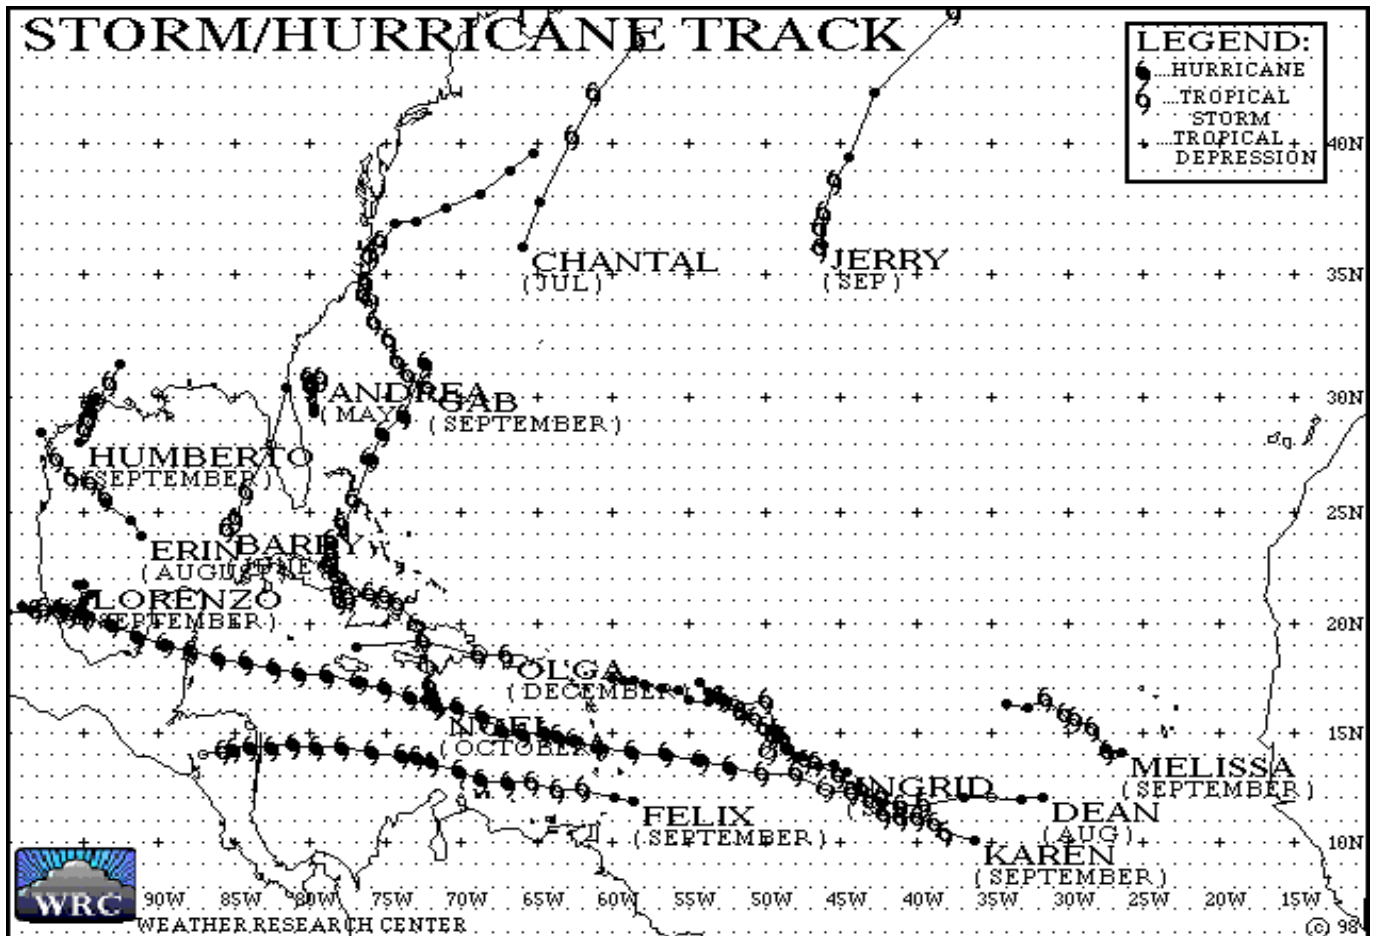 STORM/HURRICANE TRACK
LEGEND:
...HURRICANE
....TROPICAL
STORM
....TROPICAL
DEPRESSION
40N
CHANTAL
(JUL)
JERRY
(SEP)
35N
ANDREA
(MAY
GAB
(SEPTEMBER)
30N
HUMBERTO
(SEPTEMBER)
25N
ERIN
(AUGUST
BARRY
LORENZO
(SEPTEMBER)
20N
OLGA
(DECEMBER)
NOEL
(OCTOBER)
15N
MELISSA
(SEPTEMBER)
INGRID
DEAN
(AUG)
FELIX
(SEPTEMBER)
10N
KAREN
(SEPTEMBER)
WRC
90W 85W 80W 75W 70W 65W 60W 55W 50W 45W 40W 35W 30W 25W 20W 15W
WEATHER RESEARCH CENTER
© 98